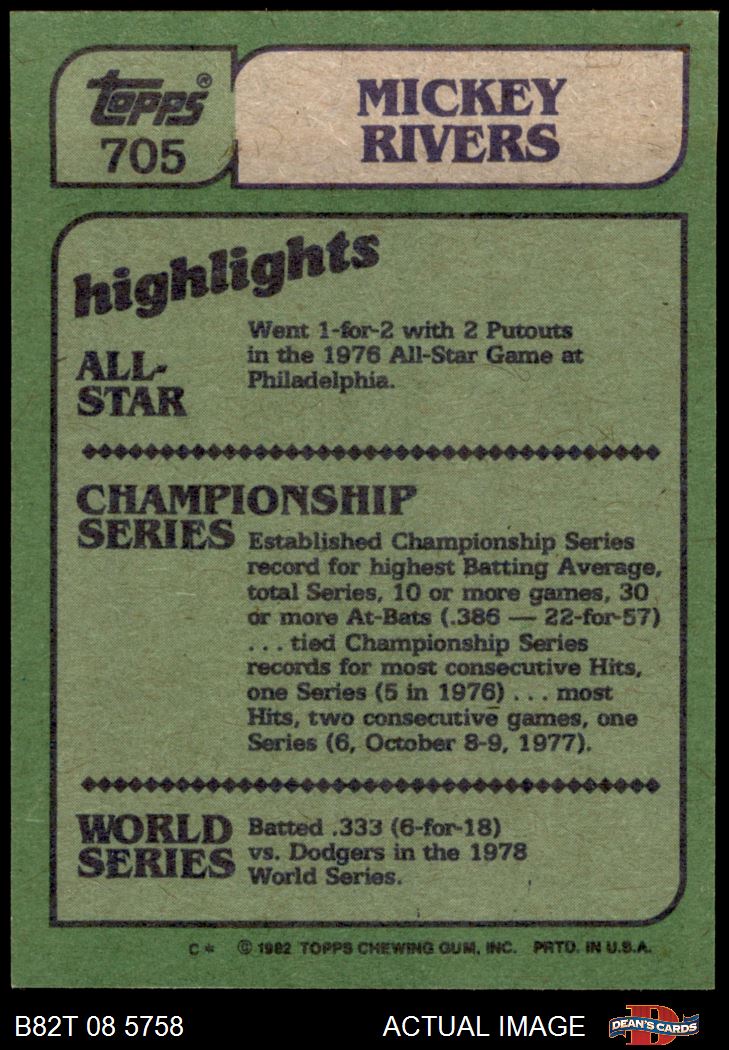 topps®
705
MICKEY
RIVERS
highlights
ALL-
STAR
Went 1-for-2 with 2 Putouts
in the 1976 All-Star Game at
Philadelphia.
CHAMPIONSHIP
SERIES
Established Championship Series
record for highest Batting Average,
total Series, 10 or more games, 30
or more At-Bats (.386 — 22-for-57)
. . . tied Championship Series
records for most consecutive Hits,
one Series (5 in 1976) . . . most
Hits, two consecutive games, one
Series (6, October 8-9, 1977).
WORLD
SERIES
Batted .333 (6-for-18)
vs. Dodgers in the 1978
World Series.
C* © 1982 TOPPS CHEWING GUM, INC. PRTD. IN U.S.A.
B82T 08 5758 ACTUAL IMAGE D DEAN'S CARDS